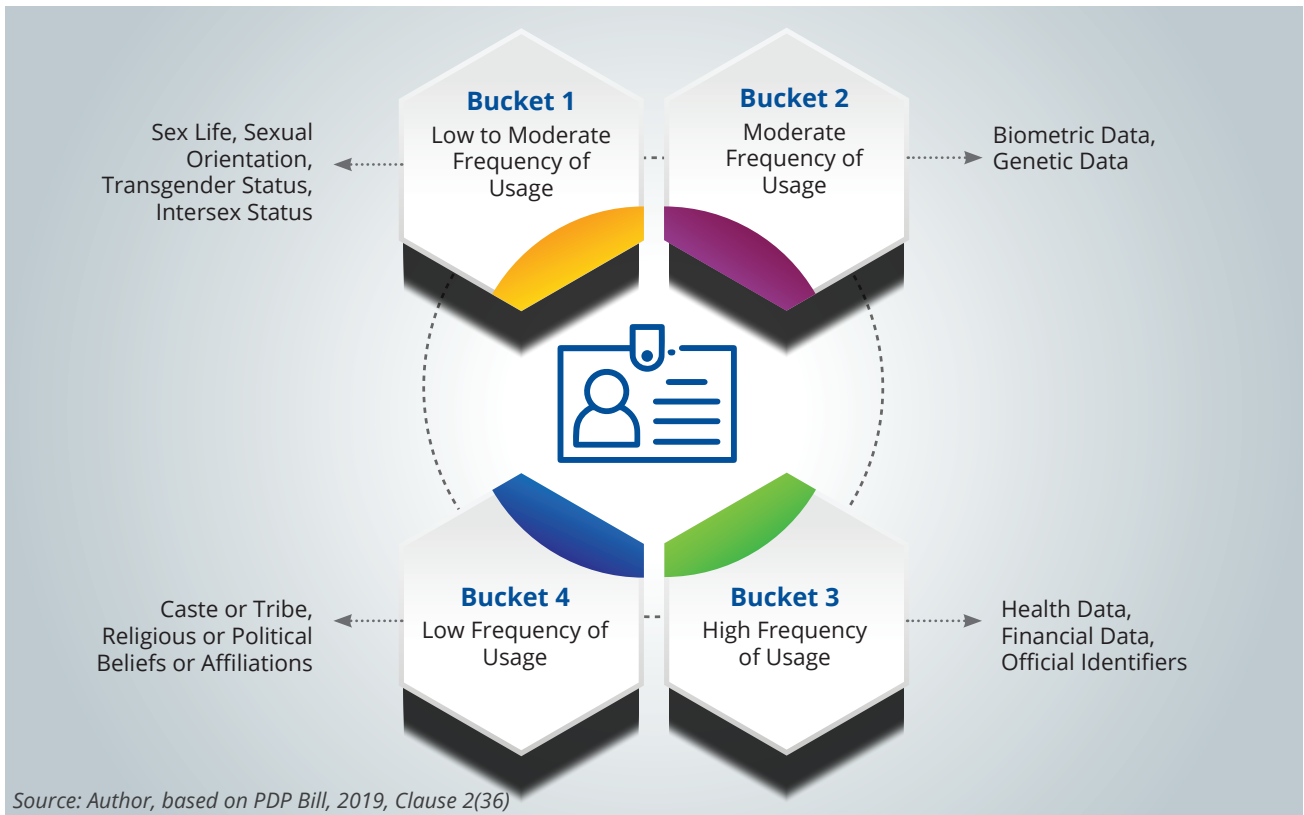 Bucket 1
Low to Moderate
Frequency of
Usage
Sex Life, Sexual
Orientation,
Transgender Status,
Intersex Status
Bucket 2
Moderate
Frequency of
Usage
Biometric Data,
Genetic Data
Bucket 4
Low Frequency of
Usage
Caste or Tribe,
Religious or Political
Beliefs or Affiliations
Bucket 3
High Frequency
of Usage
Health Data,
Financial Data,
Official Identifiers
Source: Author, based on PDP Bill, 2019, Clause 2(36)